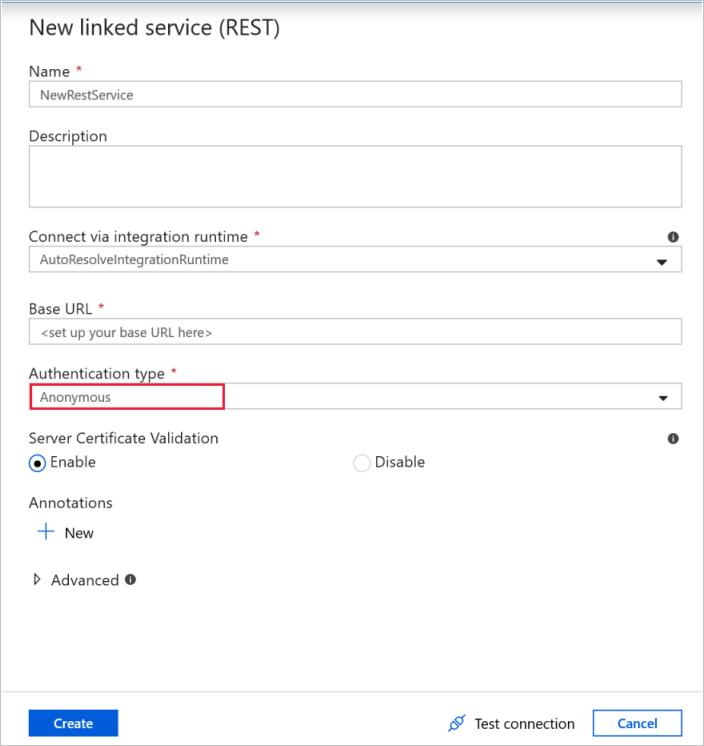 New linked service (REST)
Name *
NewRestService
Description
Connect via integration runtime *
AutoResolveIntegrationRuntime
Base URL *
<set up your base URL here>
Authentication type *
Anonymous
Server Certificate Validation
Enable
Disable
Annotations
New
Advanced
Create
Test connection
Cancel